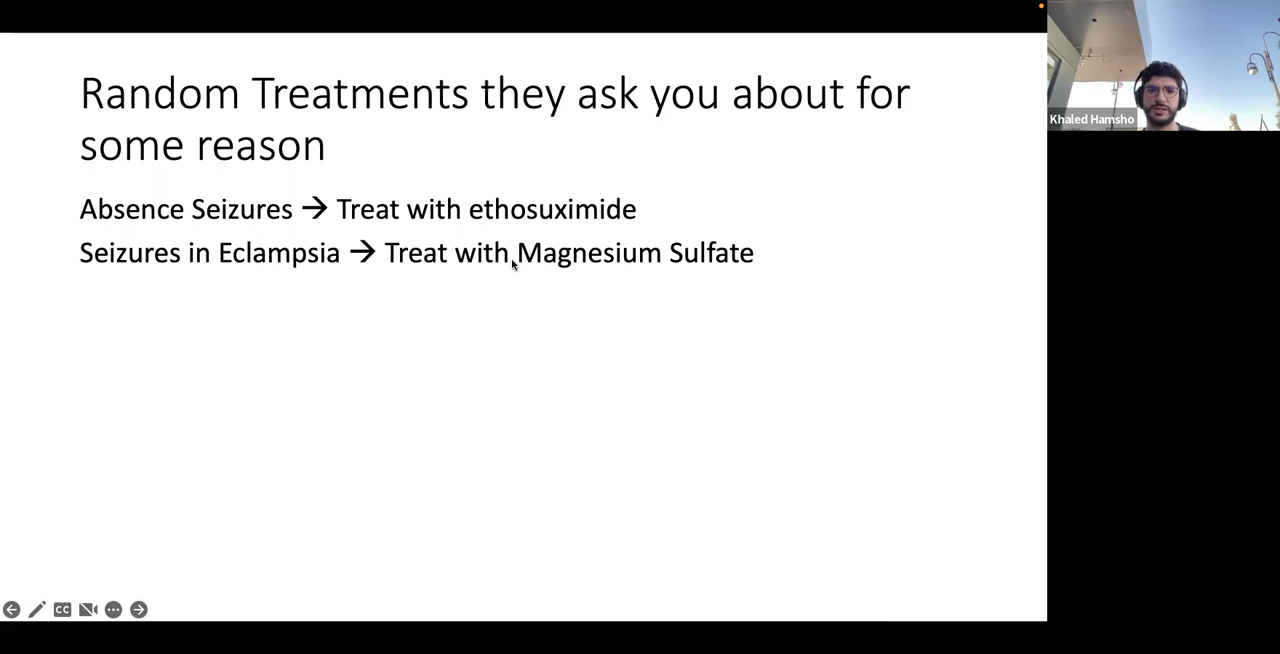 Random Treatments they ask you about for
some reason
Absence Seizures → Treat with ethosuximide
Seizures in Eclampsia → Treat with Magnesium Sulfate
Khaled Hamsho
CC